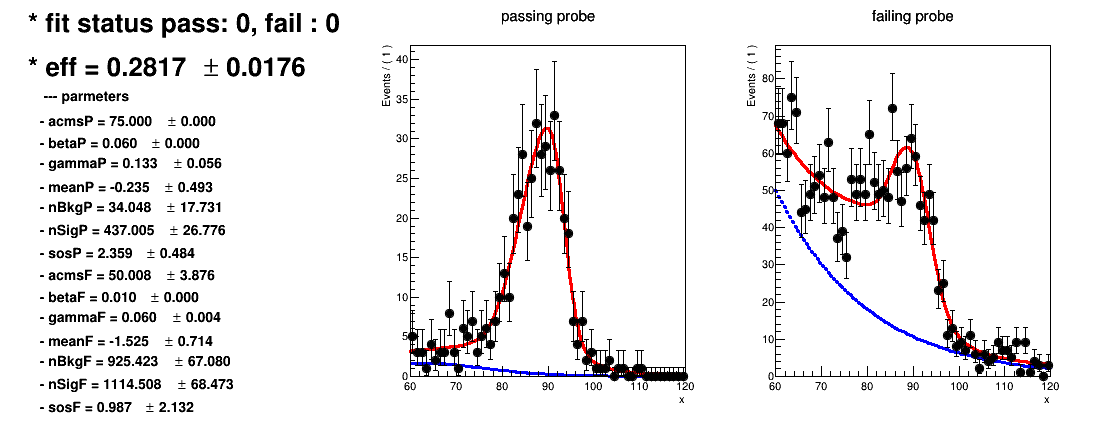 * fit status pass: 0, fail : 0
* eff = 0.2817 ± 0.0176
--- parmeters
- acmsP = 75.000 ± 0.000
- betaP = 0.060 ± 0.000
- gammaP = 0.133 ± 0.056
- meanP = -0.235 ± 0.493
- nBkgP = 34.048 ± 17.731
- nSigP = 437.005 ± 26.776
- sosP = 2.359 ± 0.484
- acmsF = 50.008 ± 3.876
- betaF = 0.010 ± 0.000
- gammaF = 0.060 ± 0.004
- meanF = -1.525 ± 0.714
- nBkgF = 925.423 ± 67.080
- nSigF = 1114.508 ± 68.473
- sosF = 0.987 ± 2.132
passing probe
Events / ( 1 )
40
35
30
25
20
15
10
5
0
60 70 80 90 100 110 120
x
failing probe
Events / ( 1 )
80
70
60
50
40
30
20
10
0
60 70 80 90 100 110 120
x